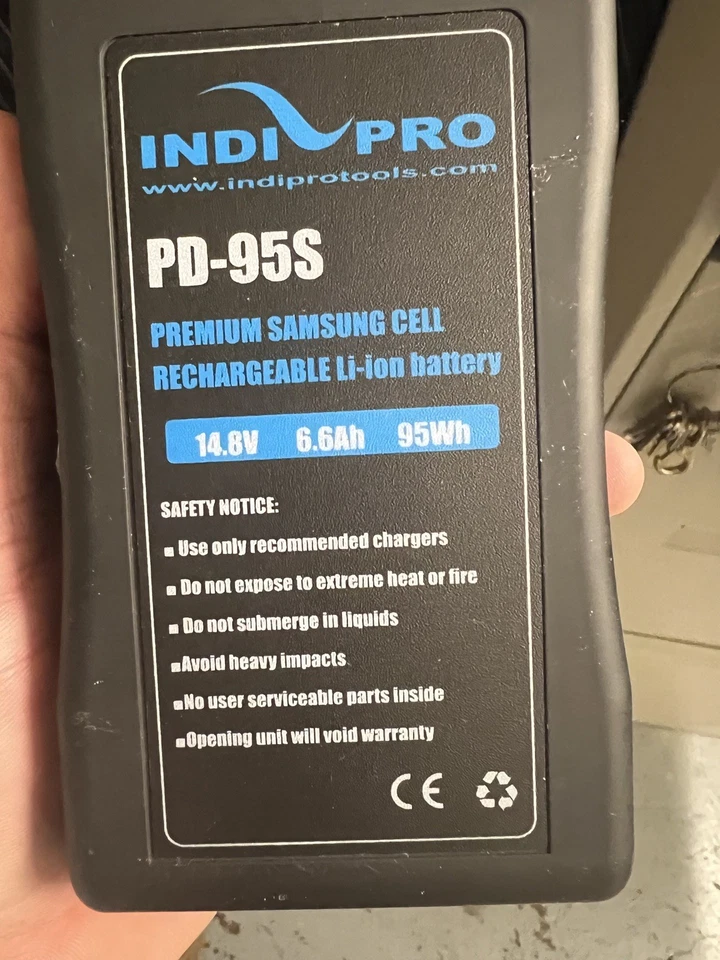 INDI PRO
www.indiprotools.com
PD-95S
PREMIUM SAMSUNG CELL
RECHARGEABLE Li-ion battery
14.8V 6.6Ah 95Wh
SAFETY NOTICE:
▪ Use only recommended chargers
▪ Do not expose to extreme heat or fire
▪ Do not submerge in liquids
▪Avoid heavy impacts
▪No user serviceable parts inside
▪Opening unit will void warranty
CE